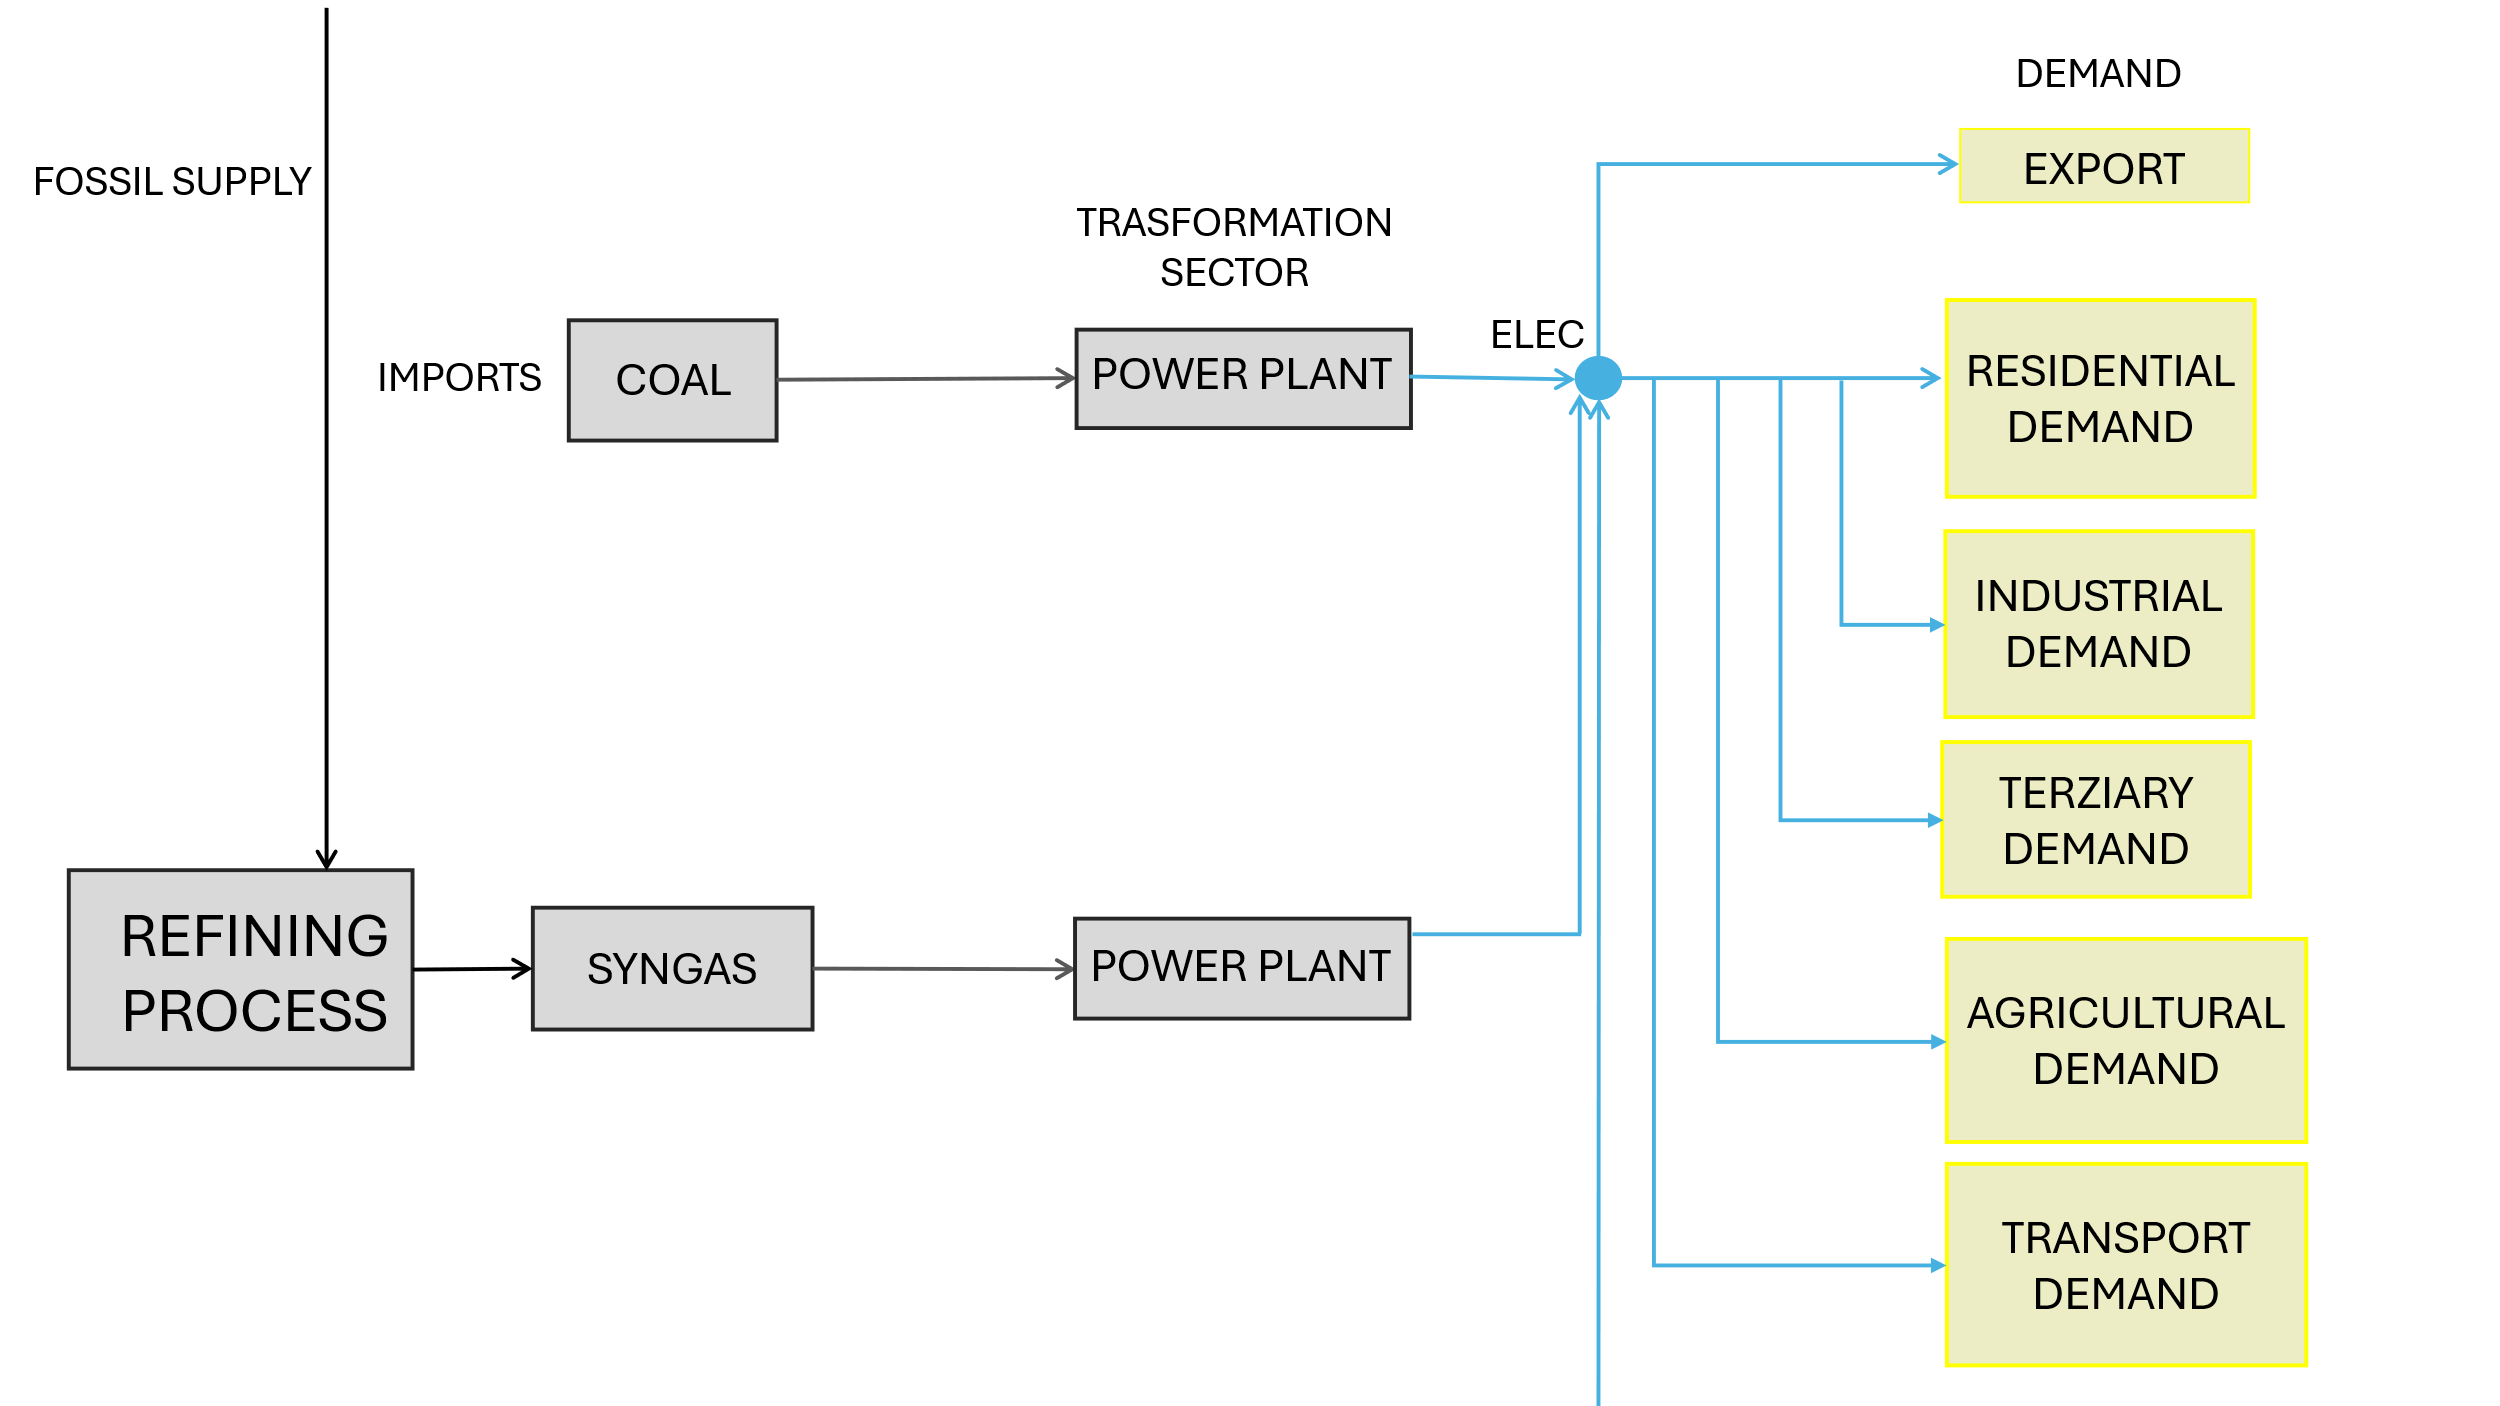 DEMAND
EXPORT
FOSSIL SUPPLY
TRASFORMATION
SECTOR
ELEC
IMPORTS
COAL
POWER PLANT
RESIDENTIAL
DEMAND
INDUSTRIAL
DEMAND
TERZIARY
DEMAND
REFINING
PROCESS
SYNGAS
POWER PLANT
AGRICULTURAL
DEMAND
TRANSPORT
DEMAND